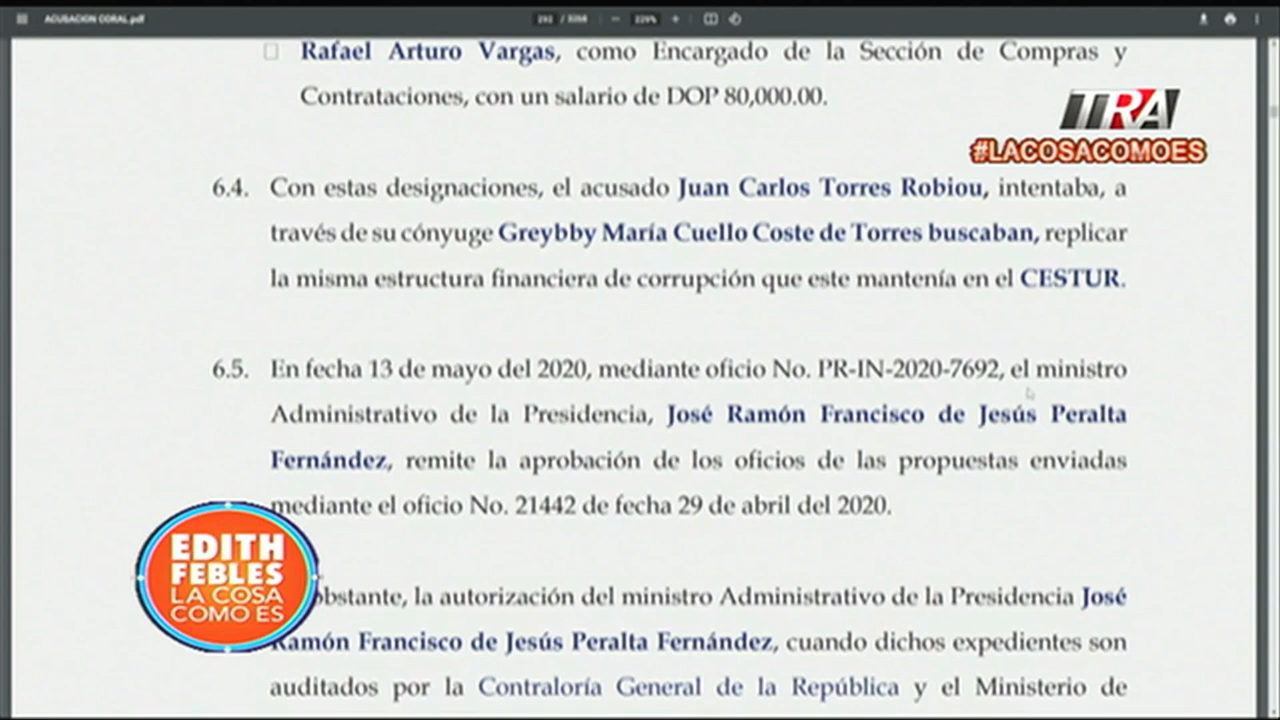 ACUSACION CORAL.pdf
225%
Rafael Arturo Vargas, como Encargado de la Sección de Compras y
Contrataciones, con un salario de DOP 80,000.00.
TRA
#LACOSACOMOES
6.4. Con estas designaciones, el acusado Juan Carlos Torres Robiou, intentaba, a
través de su cónyuge Greybby María Cuello Coste de Torres buscaban, replicar
la misma estructura financiera de corrupción que este mantenía en el CESTUR.
6.5. En fecha 13 de mayo del 2020, mediante oficio No. PR-IN-2020-7692, el ministro
Administrativo de la Presidencia, José Ramón Francisco de Jesús Peralta
Fernández, remite la aprobación de los oficios de las propuestas enviadas
mediante el oficio No. 21442 de fecha 29 de abril del 2020.
EDITH
FEBLES
LA COSA
COMO ES
obstante, la autorización del ministro Administrativo de la Presidencia José
Ramón Francisco de Jesús Peralta Fernández, cuando dichos expedientes son
auditados por la Contraloría General de la República y el Ministerio de